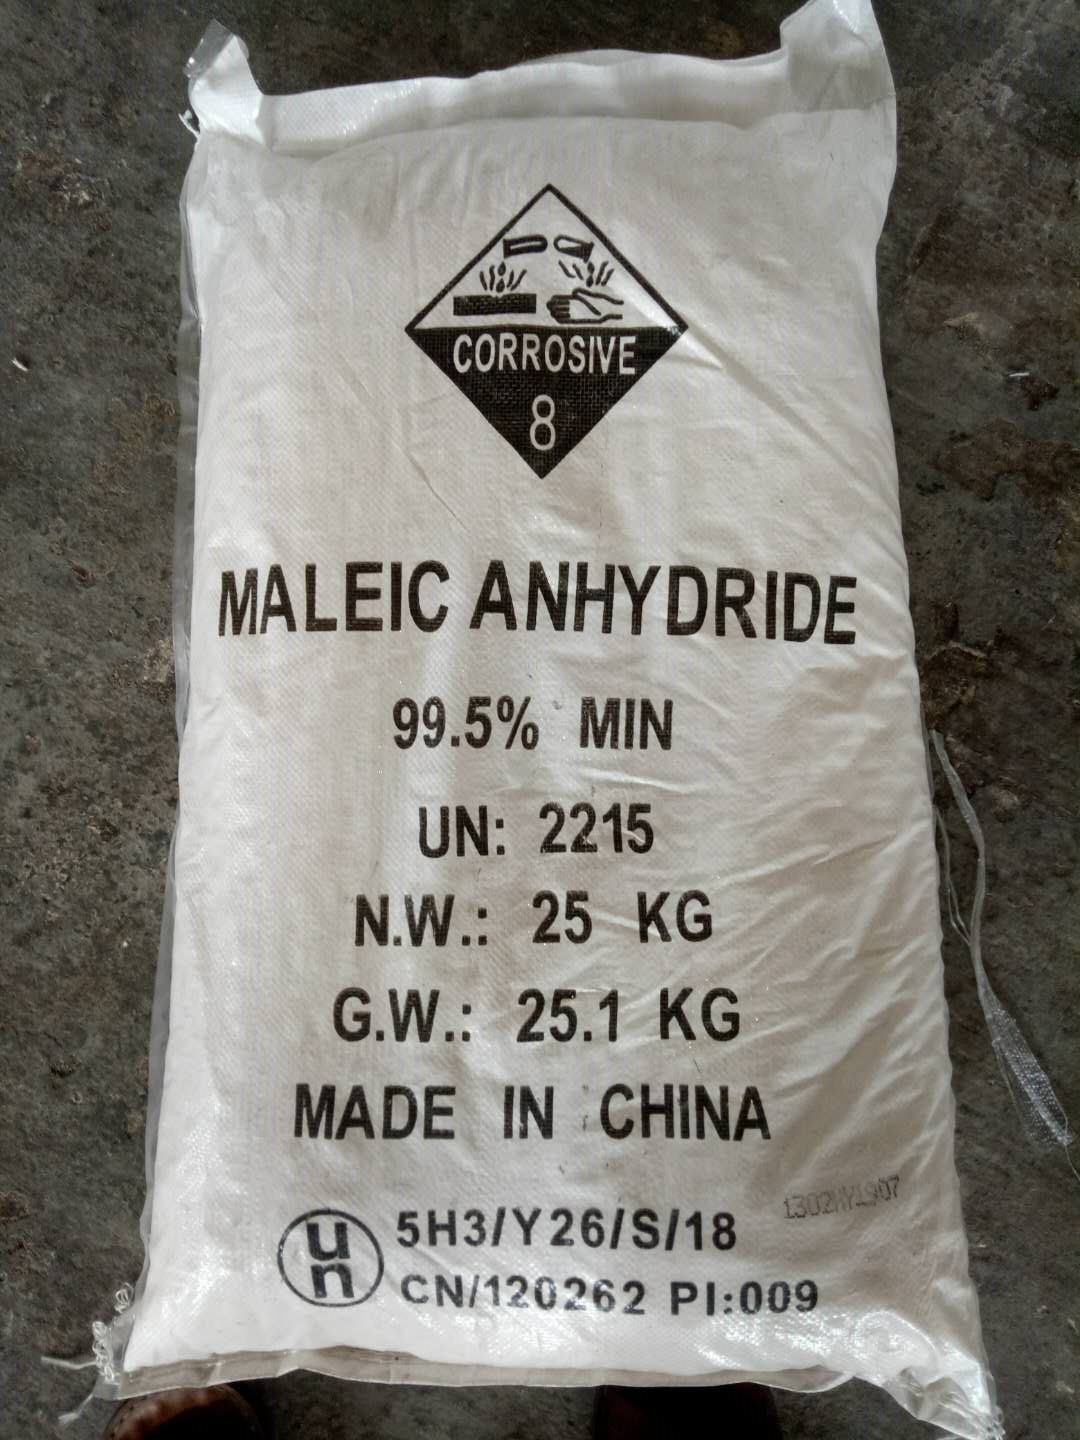 CORROSIVE
8
MALEIC ANHYDRIDE
99.5% MIN
UN: 2215
N.W.: 25 KG
G.W.: 25.1 KG
MADE IN CHINA
un
5H3/Y26/S/18
CN/120262 PI:009